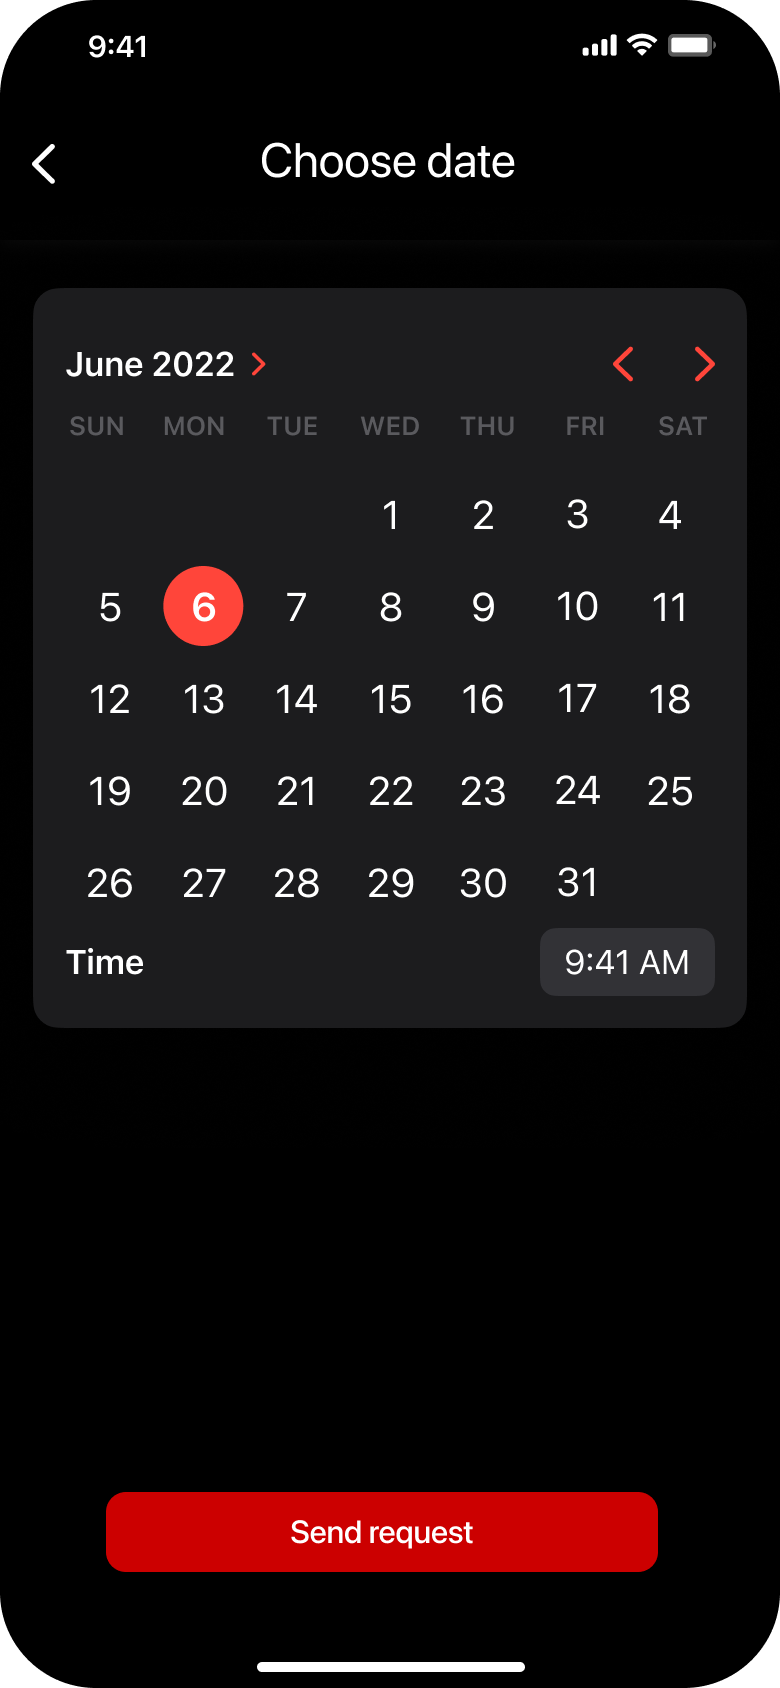 9:41
Choose date
June 2022
SUN MON TUE WED THU FRI SAT
1 2 3 4
5 6 7 8 9 10 11
12 13 14 15 16 17 18
19 20 21 22 23 24 25
26 27 28 29 30 31
Time 9:41 AM
Send request